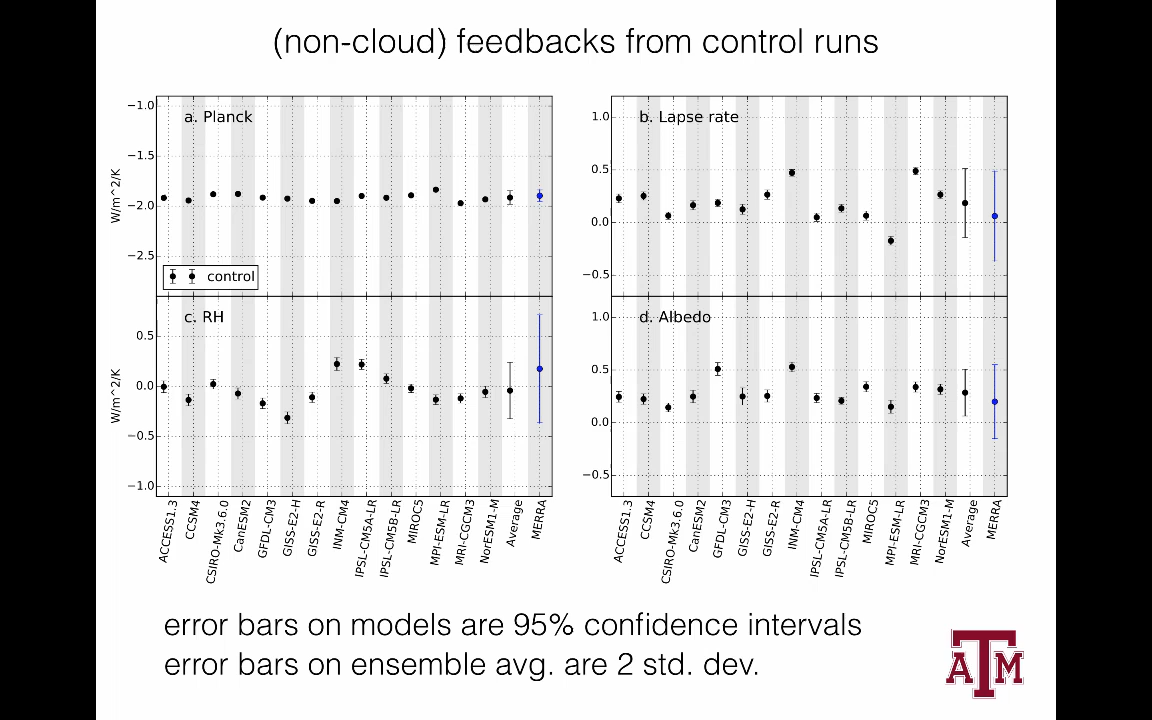 (non-cloud) feedbacks from control runs
−1.0
−1.5
−2.0
−2.5
W/m^2/K
a. Planck
control
1.0
0.5
0.0
−0.5
b. Lapse rate
0.5
0.0
−0.5
−1.0
W/m^2/K
c. RH
1.0
0.5
0.0
−0.5
d. Albedo
ACCESS1.3
CCSM4
CSIRO-Mk3.6.0
CanESM2
GFDL-CM3
GISS-E2-H
GISS-E2-R
INM-CM4
IPSL-CM5A-LR
IPSL-CM5B-LR
MIROC5
MPI-ESM-LR
MRI-CGCM3
NorESM1-M
Average
MERRA
ACCESS1.3
CCSM4
CSIRO-Mk3.6.0
CanESM2
GFDL-CM3
GISS-E2-H
GISS-E2-R
INM-CM4
IPSL-CM5A-LR
IPSL-CM5B-LR
MIROC5
MPI-ESM-LR
MRI-CGCM3
NorESM1-M
Average
MERRA
error bars on models are 95% confidence intervals
error bars on ensemble avg. are 2 std. dev.
ATM